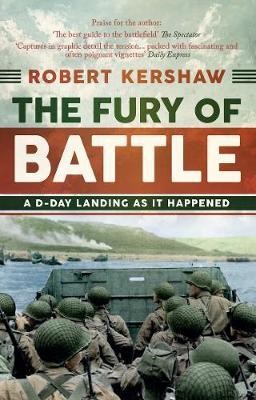 Praise for the author:
'The best guide to the battlefield' The Spectator
'Captures in graphic detail the tension... packed with fascinating and
often poignant vignettes' Daily Express
ROBERT KERSHAW
THE FURY OF
BATTLE
A D-DAY LANDING AS IT HAPPENED